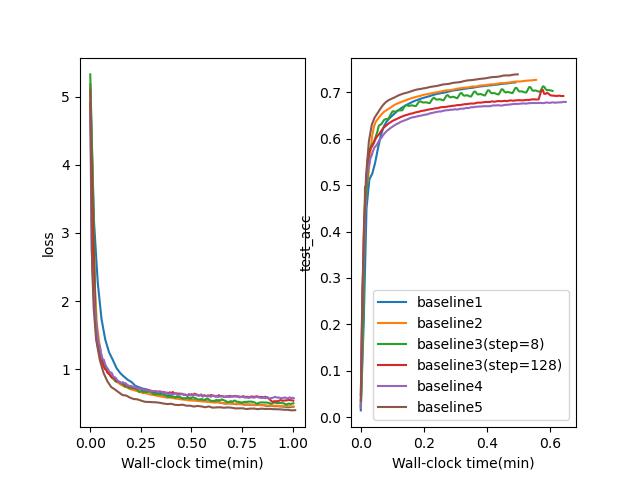 5
4
3
2
1
0.00
0.25
0.50
0.75
1.00
Wall-clock time(min)
loss
0.7
0.6
0.5
0.4
0.3
0.2
0.1
0.0
0.0
0.2
0.4
0.6
Wall-clock time(min)
test_acc
baseline1
baseline2
baseline3(step=8)
baseline3(step=128)
baseline4
baseline5